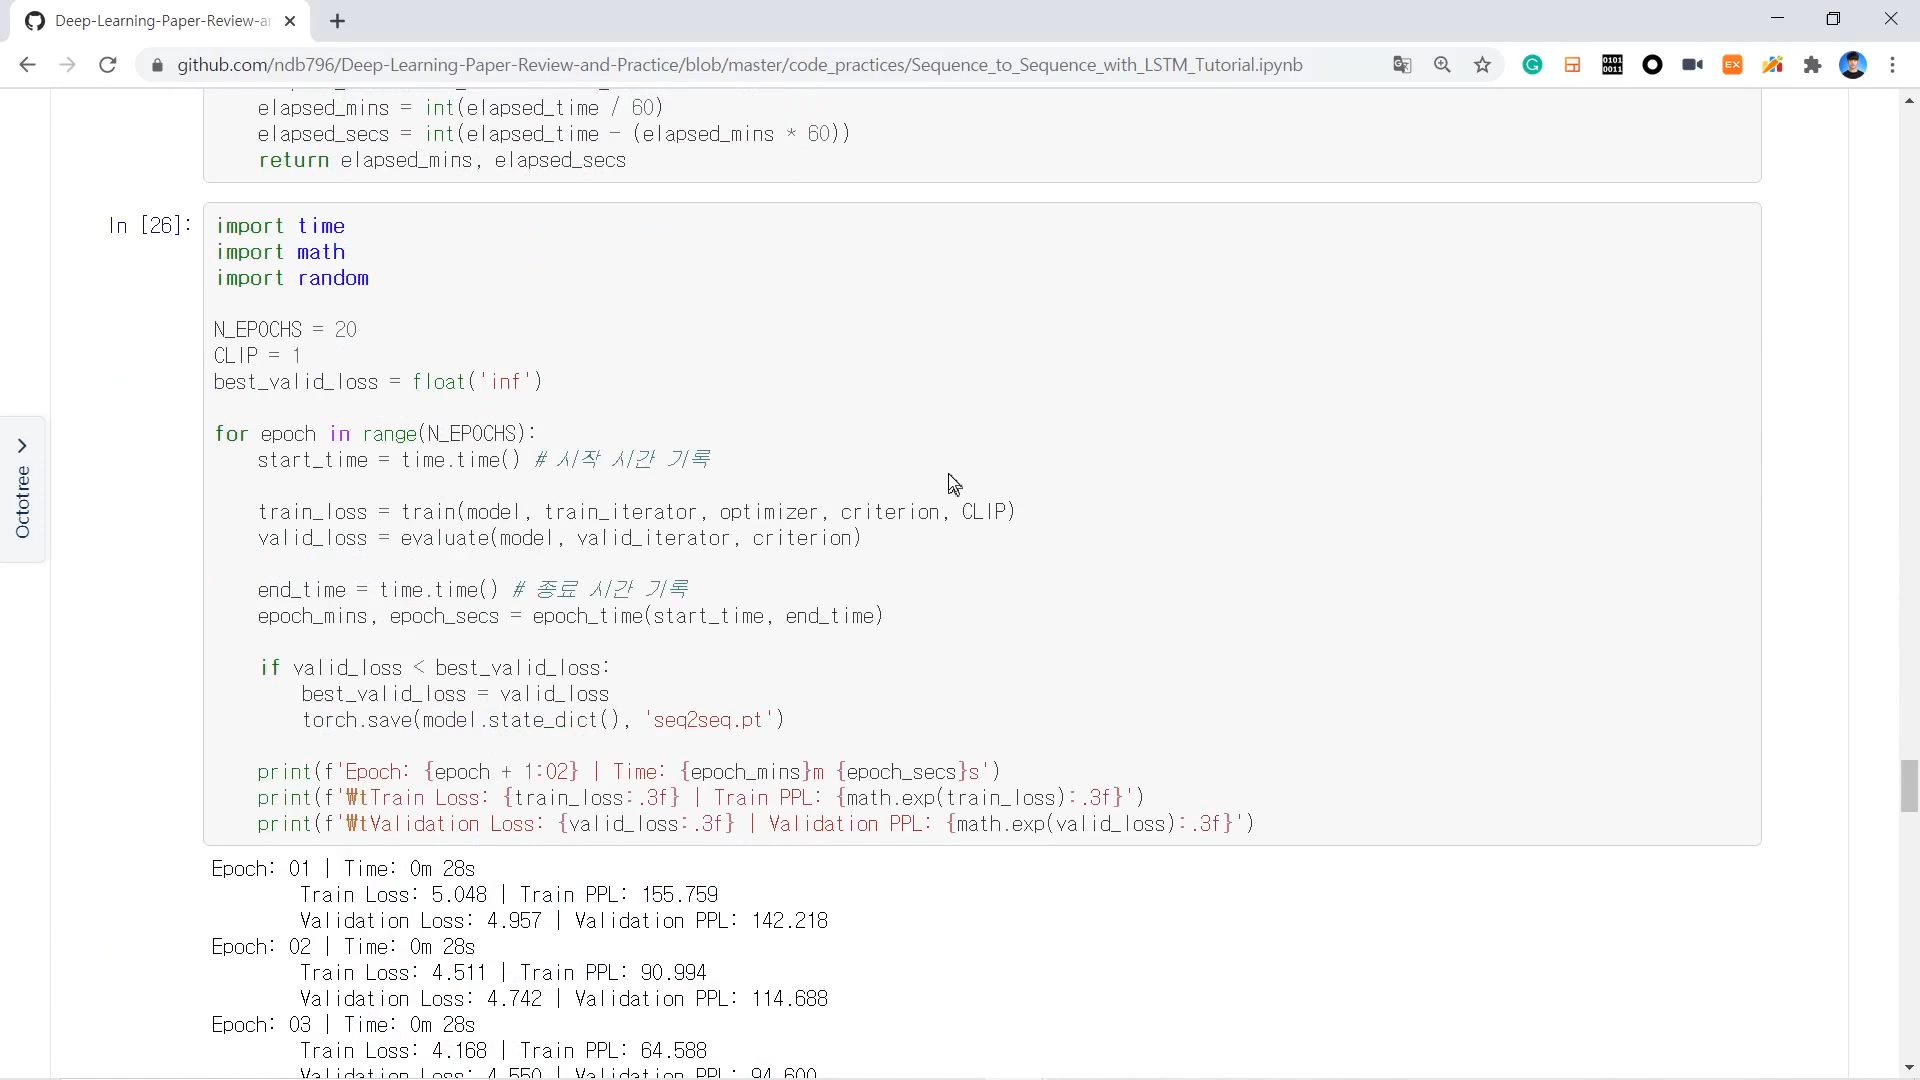 Deep-Learning-Paper-Review-ar
github.com/ndb796/Deep-Learning-Paper-Review-and-Practice/blob/master/code_practices/Sequence_to_Sequence_with_LSTM_Tutorial.ipynb
elapsed_mins = int(elapsed_time / 60)
elapsed_secs = int(elapsed_time - (elapsed_mins * 60))
return elapsed_mins, elapsed_secs
In [26]:
import time
import math
import random
N_EPOCHS = 20
CLIP = 1
best_valid_loss = float('inf')
for epoch in range(N_EPOCHS):
start_time = time.time() # 시작 시간 기록
train_loss = train(model, train_iterator, optimizer, criterion, CLIP)
valid_loss = evaluate(model, valid_iterator, criterion)
end_time = time.time() # 종료 시간 기록
epoch_mins, epoch_secs = epoch_time(start_time, end_time)
if valid_loss < best_valid_loss:
best_valid_loss = valid_loss
torch.save(model.state_dict(), 'seq2seq.pt')
print(f'Epoch: {epoch + 1:02} | Time: {epoch_mins}m {epoch_secs}s')
print(f'₩tTrain Loss: {train_loss:.3f} | Train PPL: {math.exp(train_loss):.3f}')
print(f'₩tValidation Loss: {valid_loss:.3f} | Validation PPL: {math.exp(valid_loss):.3f}')
Epoch: 01 | Time: 0m 28s
Train Loss: 5.048 | Train PPL: 155.759
Validation Loss: 4.957 | Validation PPL: 142.218
Epoch: 02 | Time: 0m 28s
Train Loss: 4.511 | Train PPL: 90.994
Validation Loss: 4.742 | Validation PPL: 114.688
Epoch: 03 | Time: 0m 28s
Train Loss: 4.168 | Train PPL: 64.588
Validation Loss: 4.550 | Validation PPL: 94.600
Octotree
EX
0101
0011